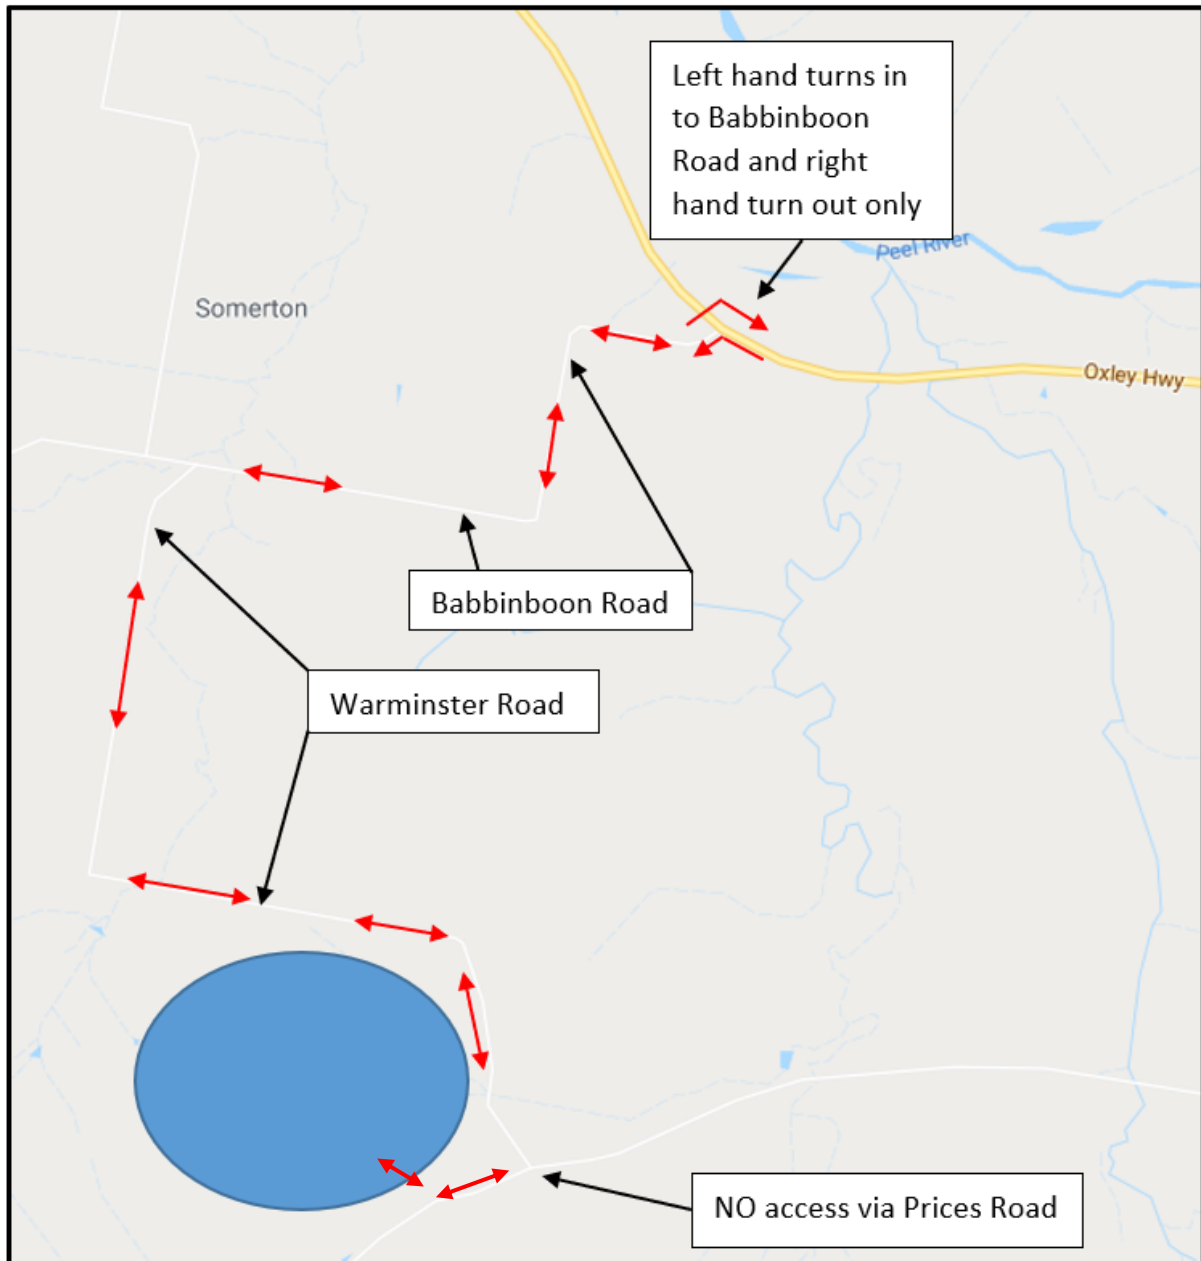 Left hand turns in
to Babbinboon
Road and right
hand turn out only
Peel River
Somerton
Oxley Hwy
Babbinboon Road
Warminster Road
NO access via Prices Road